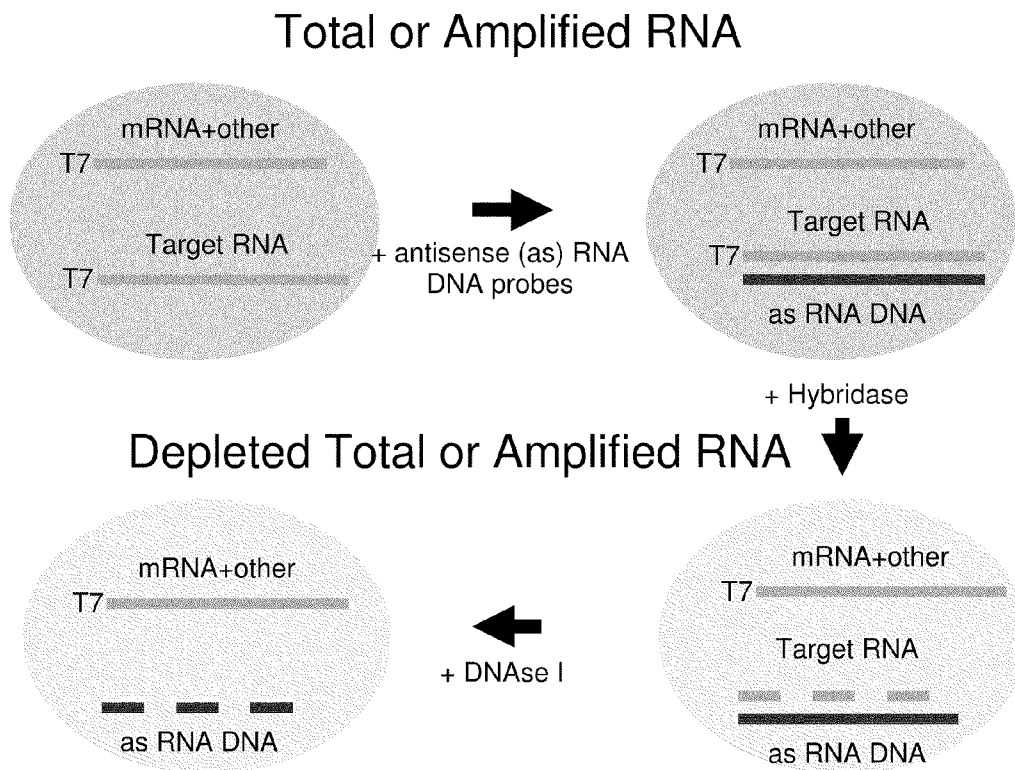 Total or Amplified RNA
mRNA+other
T7
Target RNA
T7
+ antisense (as) RNA
DNA probes
mRNA+other
T7
Target RNA
T7
as RNA DNA
+ Hybridase
Depleted Total or Amplified RNA
mRNA+other
T7
as RNA DNA
+ DNAse I
mRNA+other
T7
Target RNA
as RNA DNA